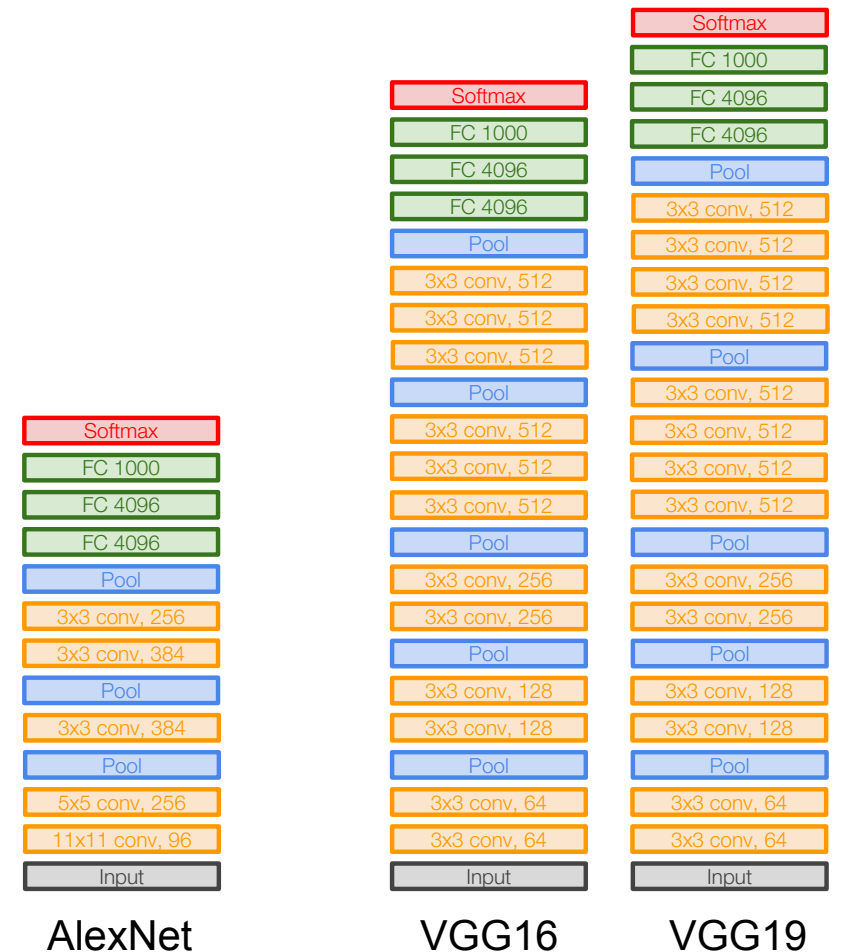 Softmax
FC 1000
FC 4096
FC 4096
Pool
3x3 conv, 256
3x3 conv, 384
Pool
3x3 conv, 384
Pool
5x5 conv, 256
11x11 conv, 96
Input
AlexNet
Softmax
FC 1000
FC 4096
FC 4096
Pool
3x3 conv, 512
3x3 conv, 512
3x3 conv, 512
Pool
3x3 conv, 512
3x3 conv, 512
3x3 conv, 512
Pool
3x3 conv, 256
3x3 conv, 256
Pool
3x3 conv, 128
3x3 conv, 128
Pool
3x3 conv, 64
3x3 conv, 64
Input
VGG16
Softmax
FC 1000
FC 4096
FC 4096
Pool
3x3 conv, 512
3x3 conv, 512
3x3 conv, 512
3x3 conv, 512
Pool
3x3 conv, 512
3x3 conv, 512
3x3 conv, 512
3x3 conv, 512
Pool
3x3 conv, 256
3x3 conv, 256
Pool
3x3 conv, 128
3x3 conv, 128
Pool
3x3 conv, 64
3x3 conv, 64
Input
VGG19